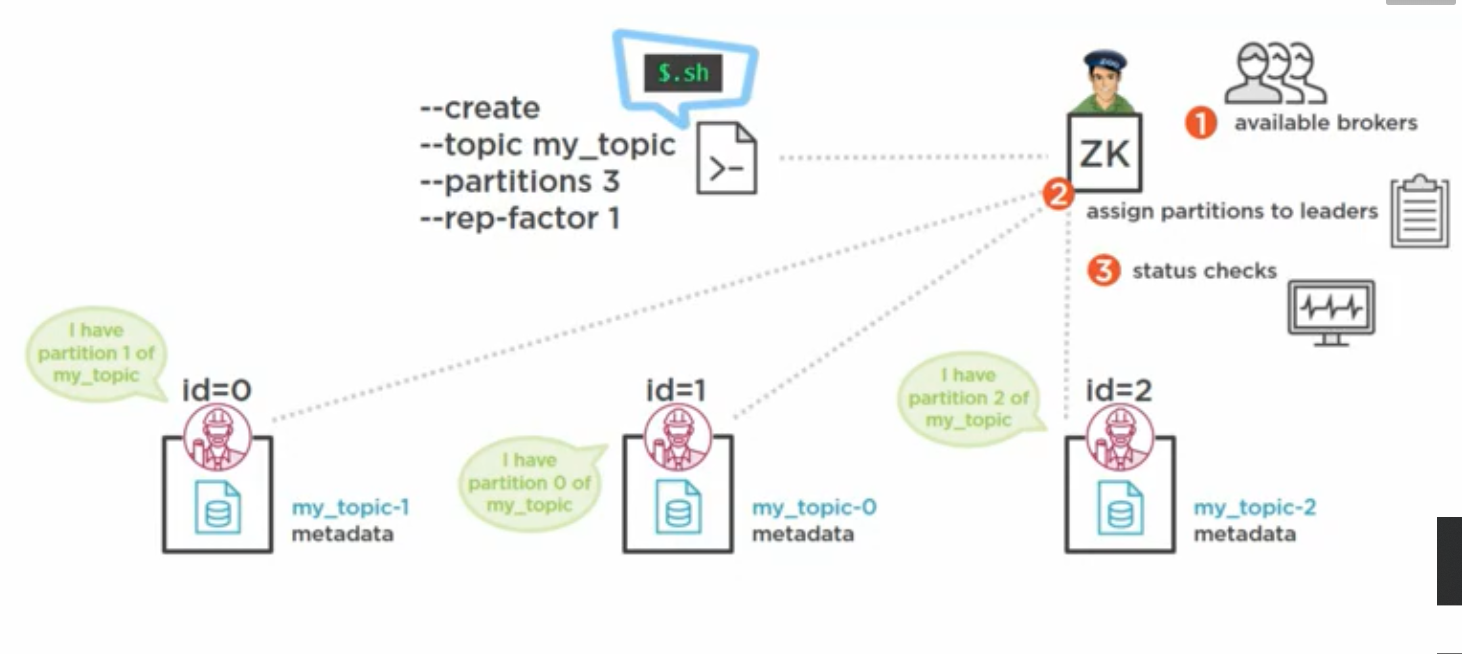 $.sh
--create
--topic my_topic
--partitions 3
--rep-factor 1
>-
ZK
1 available brokers
2 assign partitions to leaders
3 status checks
I have
partition 1 of
my_topic
id=0
my_topic-1
metadata
I have
partition 0 of
my_topic
id=1
my_topic-0
metadata
I have
partition 2 of
my_topic
id=2
my_topic-2
metadata